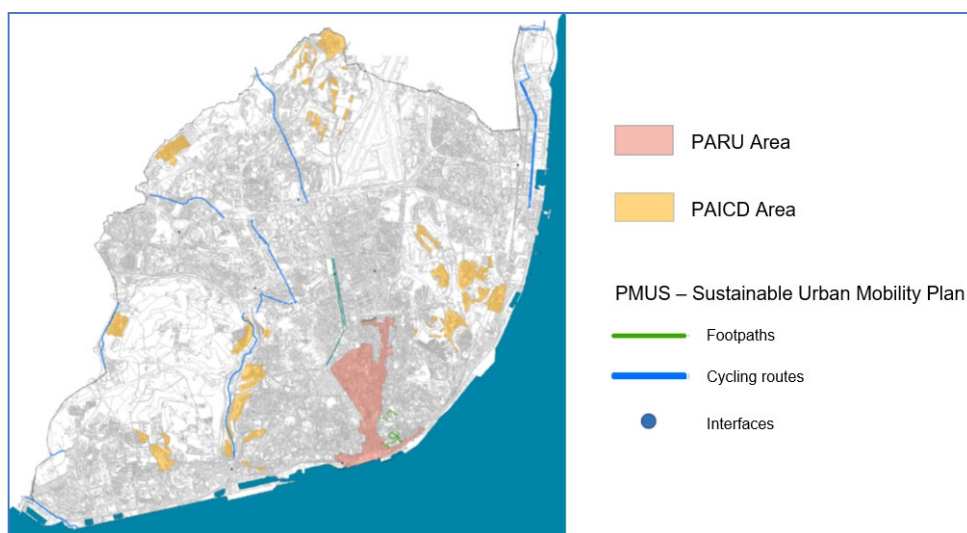 PARU Area
PAICD Area
PMUS – Sustainable Urban Mobility Plan
Footpaths
Cycling routes
Interfaces